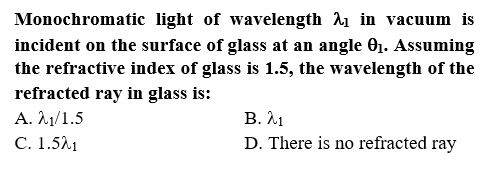 Monochromatic light of wavelength λ₁ in vacuum is
incident on the surface of glass at an angle θ₁. Assuming
the refractive index of glass is 1.5, the wavelength of the
refracted ray in glass is:
A. λ₁/1.5 B. λ₁
C. 1.5λ₁ D. There is no refracted ray